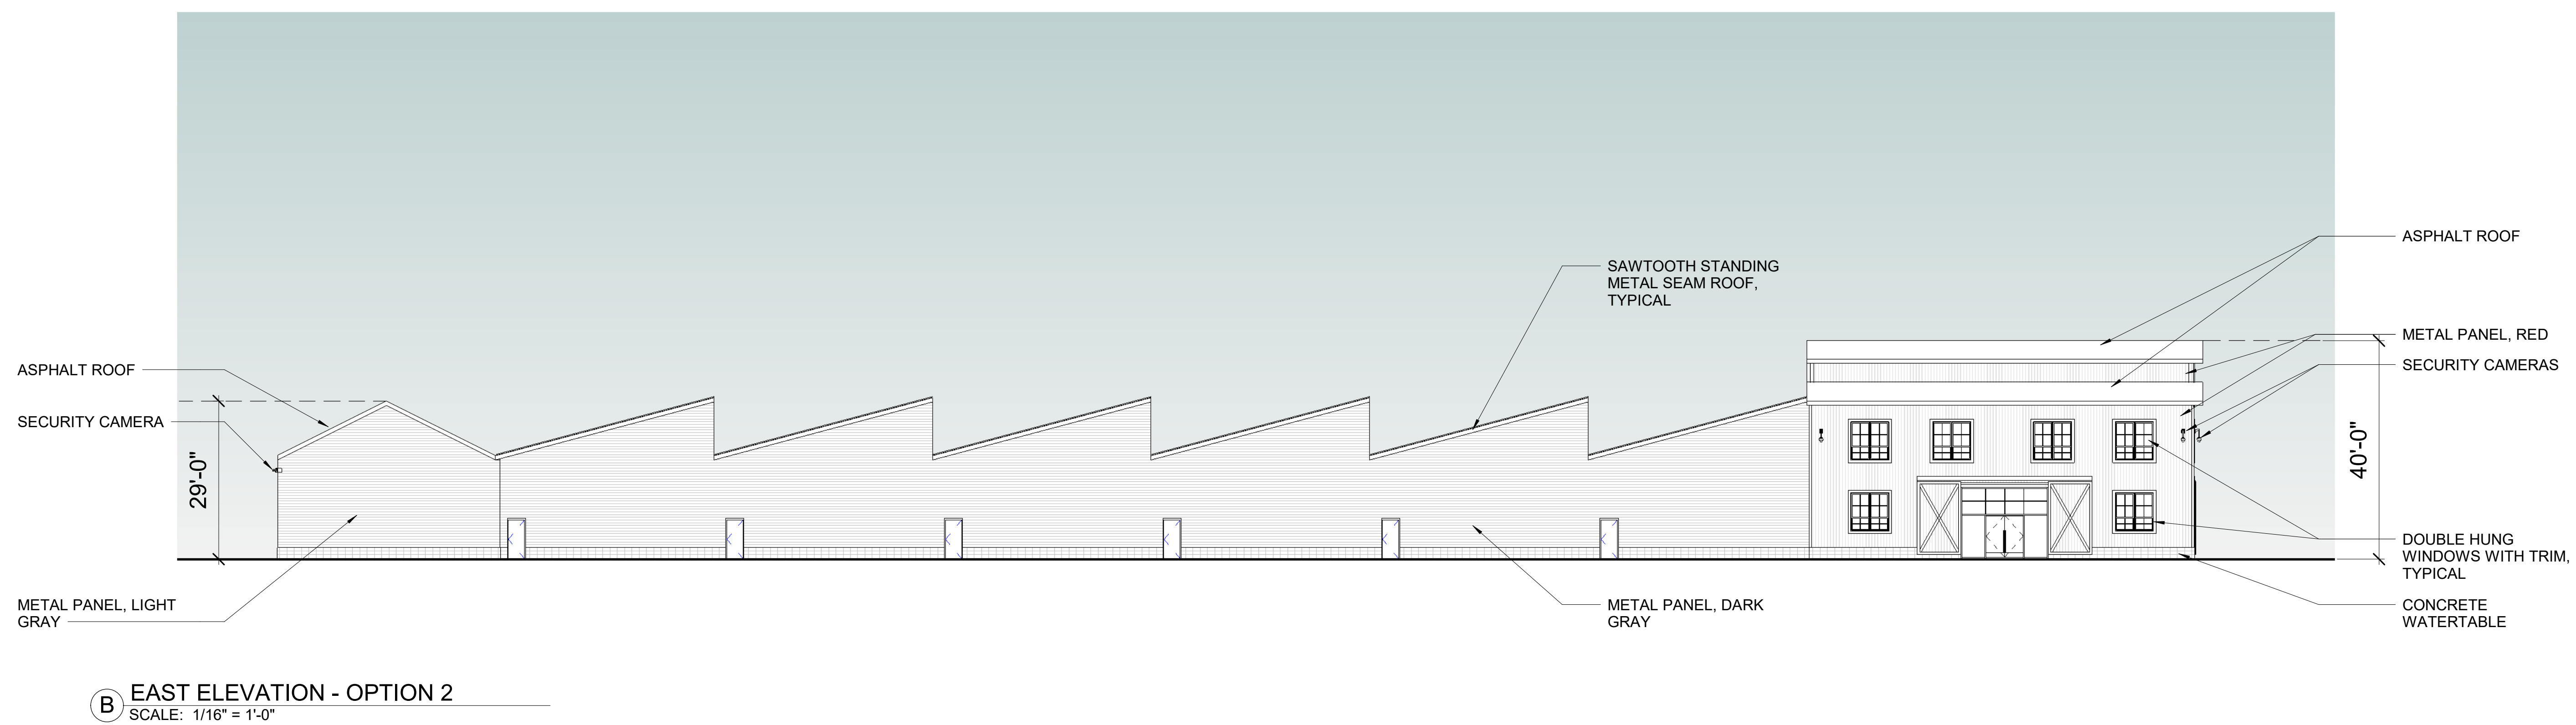 ASPHALT ROOF
SECURITY CAMERA
29'-0"
METAL PANEL, LIGHT
GRAY
SAWTOOTH STANDING
METAL SEAM ROOF,
TYPICAL
METAL PANEL, DARK
GRAY
ASPHALT ROOF
METAL PANEL, RED
SECURITY CAMERAS
40'-0"
DOUBLE HUNG
WINDOWS WITH TRIM,
TYPICAL
CONCRETE
WATERTABLE
B
EAST ELEVATION - OPTION 2
SCALE: 1/16" = 1'-0"